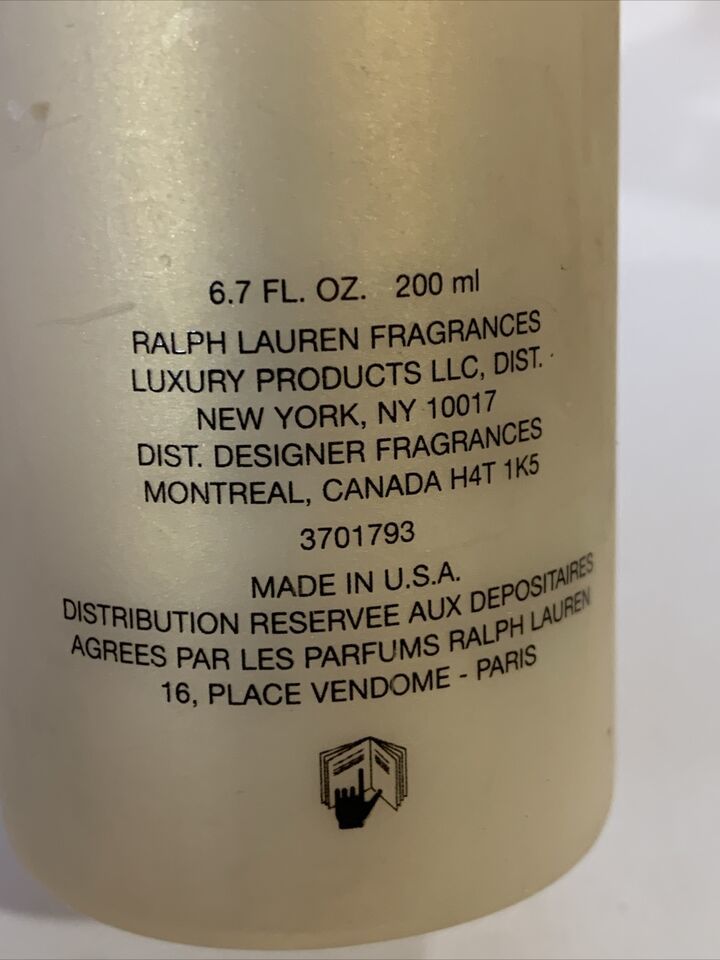 6.7 FL. OZ. 200 ml
RALPH LAUREN FRAGRANCES
LUXURY PRODUCTS LLC, DIST.
NEW YORK, NY 10017
DIST. DESIGNER FRAGRANCES
MONTREAL, CANADA H4T 1K5
3701793
MADE IN U.S.A.
DISTRIBUTION RESERVEE AUX DEPOSITAIRES
AGREES PAR LES PARFUMS RALPH LAUREN
16, PLACE VENDOME - PARIS